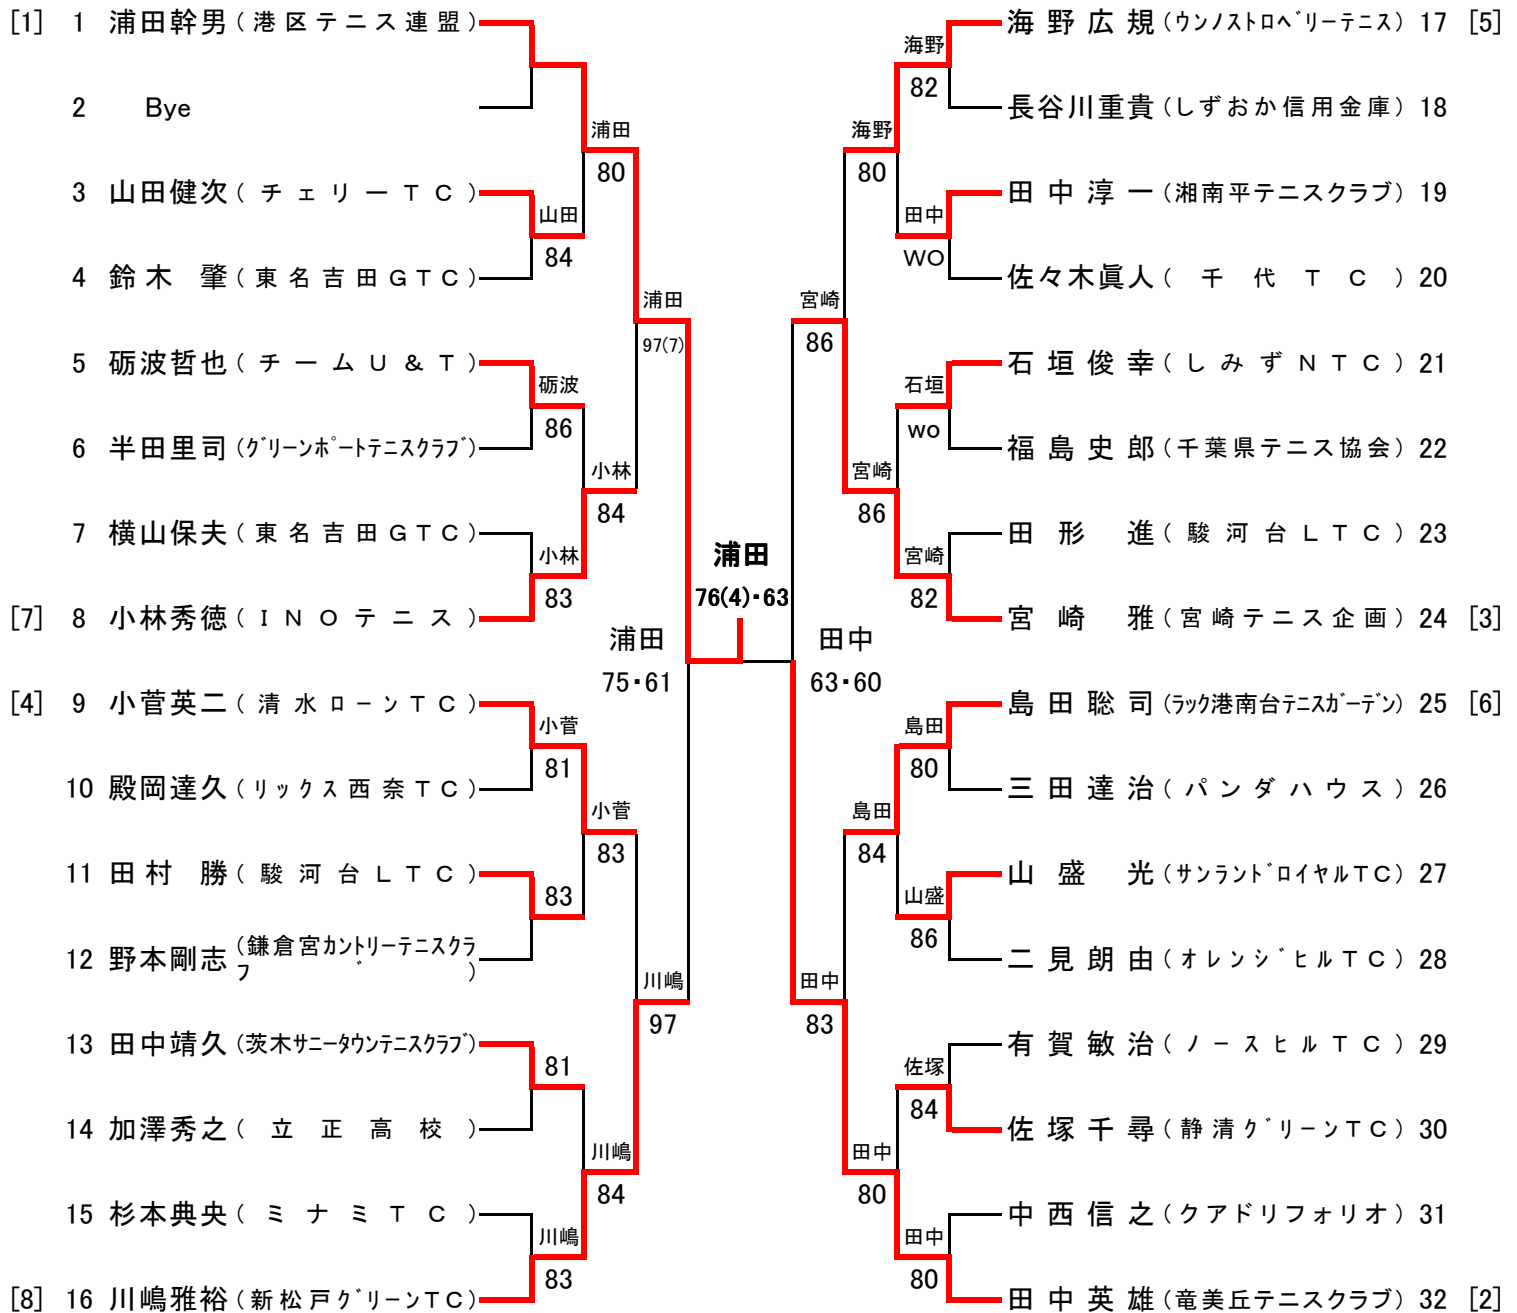 [1] 1 浦田幹男 (港区テニス連盟)
2 Bye
3 山田健次 (チェリーTC)
4 鈴木 肇 (東名吉田GTC)
5 砺波哲也 (チームU&T)
6 半田里司 (グリーンポートテニスクラブ)
7 横山保夫 (東名吉田GTC)
[7] 8 小林秀徳 (INOテニス)
[4] 9 小菅英二 (清水ローンTC)
10 殿岡達久 (リックス西奈TC)
11 田村 勝 (駿河台LTC)
12 野本剛志 (鎌倉宮カントリーテニスクラブ)
13 田中靖久 (茨木サニータウンテニスクラブ)
14 加澤秀之 (立正高校)
15 杉本典央 (ミナミTC)
[8] 16 川嶋雅裕 (新松戸グリーンTC)
山田
84
砺波
86
小林
83
小菅
81
83
81
川嶋
83
浦田
80
小林
84
小菅
83
川嶋
84
浦田
97(7)
川嶋
97
浦田
75・61
浦田
76(4)・63
田中
63・60
宮崎
86
田中
83
海野
80
宮崎
86
島田
84
田中
80
海野
82
田中
WO
石垣
wo
宮崎
82
島田
80
山盛
86
佐塚
84
田中
80
海野広規 (ウンノストロベリーテニス) 17 [5]
長谷川重貴 (しずおか信用金庫) 18
田中淳一 (湘南平テニスクラブ) 19
佐々木眞人 (千代TC) 20
石垣俊幸 (しみずNTC) 21
福島史郎 (千葉県テニス協会) 22
田形 進 (駿河台LTC) 23
宮崎 雅 (宮崎テニス企画) 24 [3]
島田聡司 (ラック港南台テニスガーデン) 25 [6]
三田達治 (パンダハウス) 26
山盛 光 (サンランドロイヤルTC) 27
二見朗由 (オレンジヒルTC) 28
有賀敏治 (ノースヒルTC) 29
佐塚千尋 (静清グリーンTC) 30
中西信之 (クアドリフォリオ) 31
田中英雄 (竜美丘テニスクラブ) 32 [2]